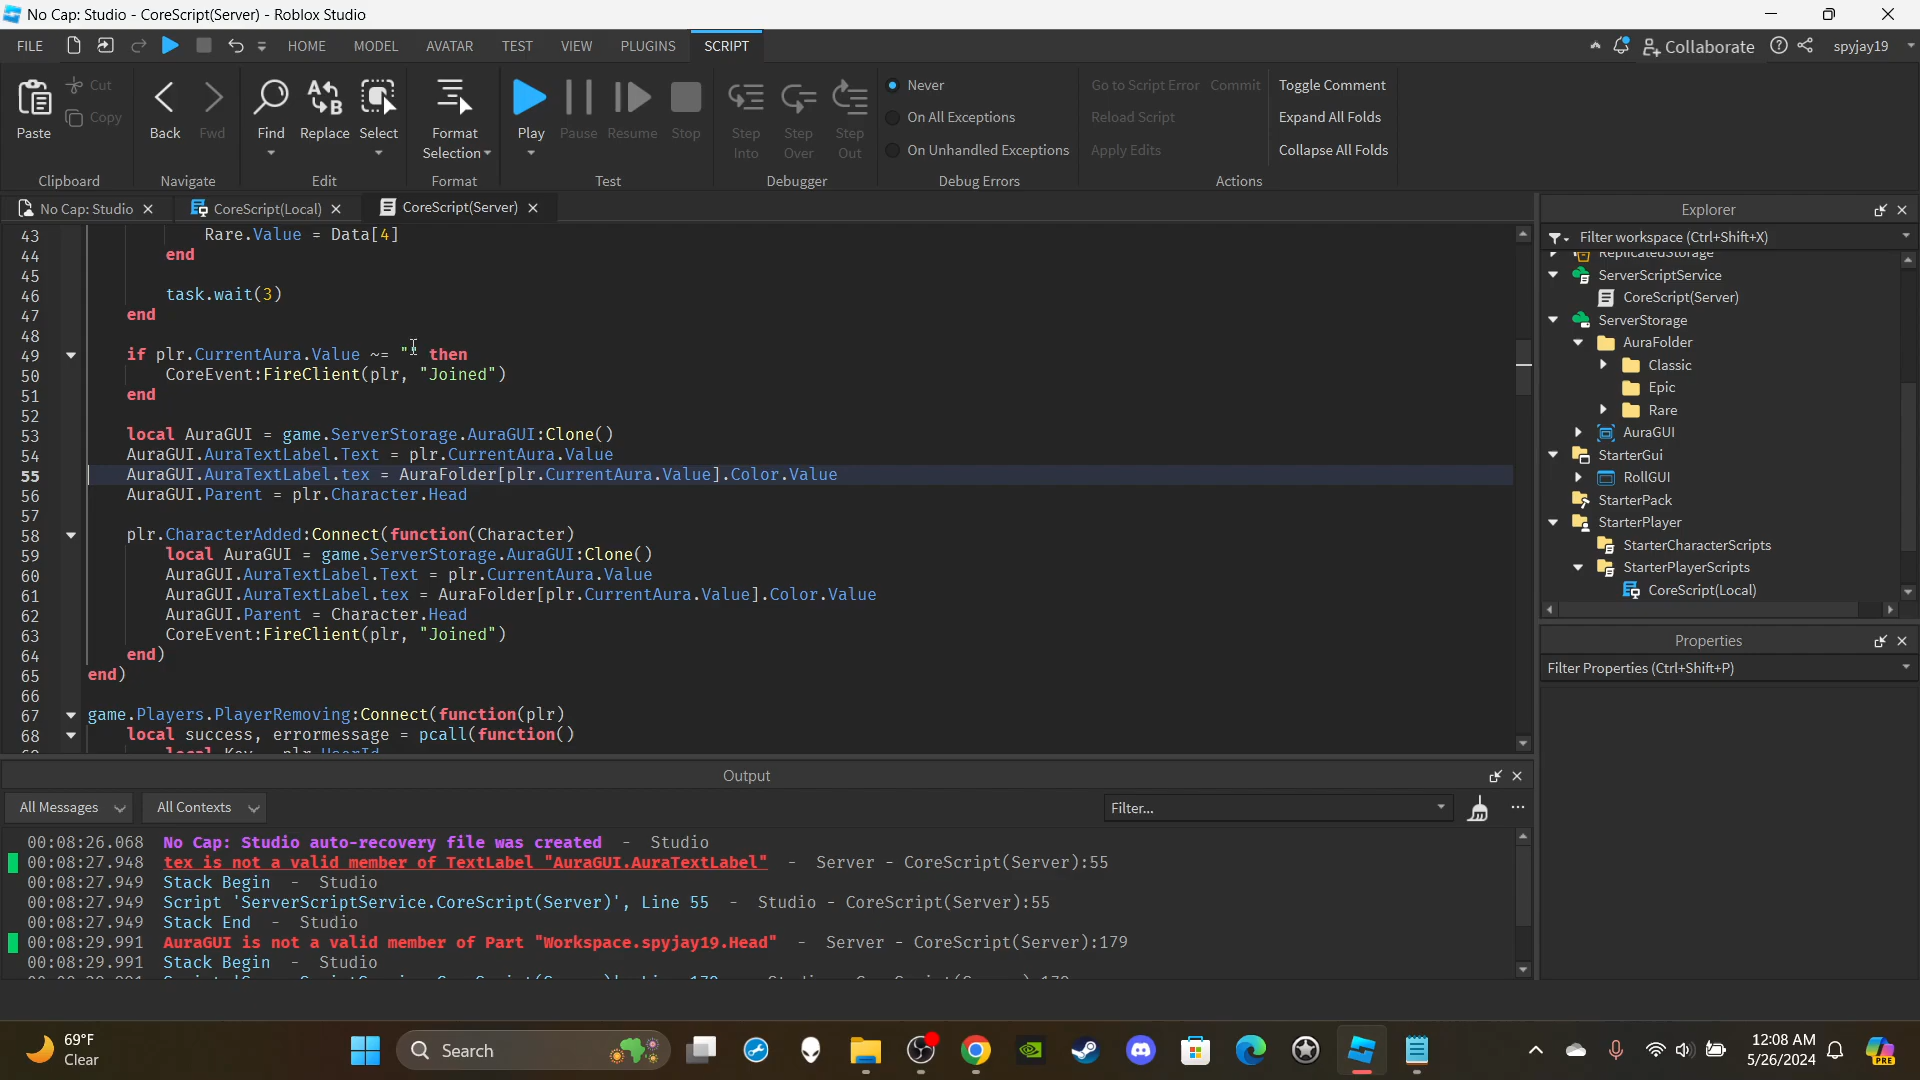 No Cap: Studio - CoreScript(Server) - Roblox Studio
FILE HOME MODEL AVATAR TEST VIEW PLUGINS SCRIPT Collaborate spyjay19
Paste Cut Copy
Back Fwd
Find Replace Select
Format Selection
Play Pause Resume Stop
Step Into Step Over Step Out
Never
On All Exceptions
On Unhandled Exceptions
Go to Script Error Commit
Reload Script
Apply Edits
Toggle Comment
Expand All Folds
Collapse All Folds
Clipboard Navigate Edit Format Test Debugger Debug Errors Actions
No Cap: Studio CoreScript(Local) CoreScript(Server)
43 Rare.Value = Data[4]
44 end
45
46 task.wait(3)
47 end
48
49 if plr.CurrentAura.Value ~= "" then
50 CoreEvent:FireClient(plr, "Joined")
51 end
52
53 local AuraGUI = game.ServerStorage.AuraGUI:Clone()
54 AuraGUI.AuraTextLabel.Text = plr.CurrentAura.Value
55 AuraGUI.AuraTextLabel.tex = AuraFolder[plr.CurrentAura.Value].Color.Value
56 AuraGUI.Parent = plr.Character.Head
57
58 plr.CharacterAdded:Connect(function(Character)
59 local AuraGUI = game.ServerStorage.AuraGUI:Clone()
60 AuraGUI.AuraTextLabel.Text = plr.CurrentAura.Value
61 AuraGUI.AuraTextLabel.tex = AuraFolder[plr.CurrentAura.Value].Color.Value
62 AuraGUI.Parent = Character.Head
63 CoreEvent:FireClient(plr, "Joined")
64 end)
65 end)
66
67 game.Players.PlayerRemoving:Connect(function(plr)
68 local success, errormessage = pcall(function()
Explorer
Filter workspace (Ctrl+Shift+X)
ReplicatedStorage
ServerScriptService
CoreScript(Server)
ServerStorage
AuraFolder
Classic
Epic
Rare
AuraGUI
StarterGui
RollGUI
StarterPack
StarterPlayer
StarterCharacterScripts
StarterPlayerScripts
CoreScript(Local)
Properties
Filter Properties (Ctrl+Shift+P)
Output
All Messages All Contexts Filter...
00:08:26.068 No Cap: Studio auto-recovery file was created - Studio
00:08:27.948 tex is not a valid member of TextLabel "AuraGUI.AuraTextLabel" - Server - CoreScript(Server):55
00:08:27.949 Stack Begin - Studio
00:08:27.949 Script 'ServerScriptService.CoreScript(Server)', Line 55 - Studio - CoreScript(Server):55
00:08:27.949 Stack End - Studio
00:08:29.991 AuraGUI is not a valid member of Part "Workspace.spyjay19.Head" - Server - CoreScript(Server):179
00:08:29.991 Stack Begin - Studio
69°F
Clear
Search
PRE
12:08 AM
5/26/2024